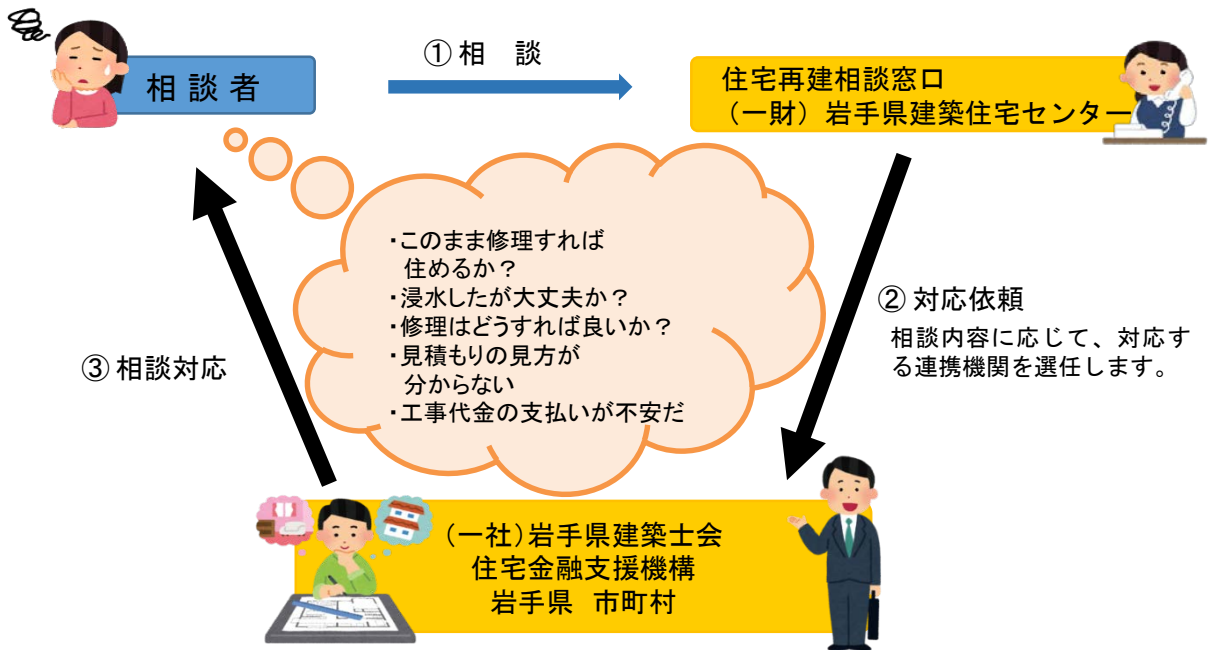 ① 相　談
相 談 者
住宅再建相談窓口
（一財）岩手県建築住宅センター
・このまま修理すれば
住めるか？
・浸水したが大丈夫か？
・修理はどうすれば良いか？
・見積もりの見方が
分からない
・工事代金の支払いが不安だ
② 対応依頼
相談内容に応じて、対応す
る連携機関を選任します。
③ 相談対応
（一社）岩手県建築士会
住宅金融支援機構
岩手県　市町村